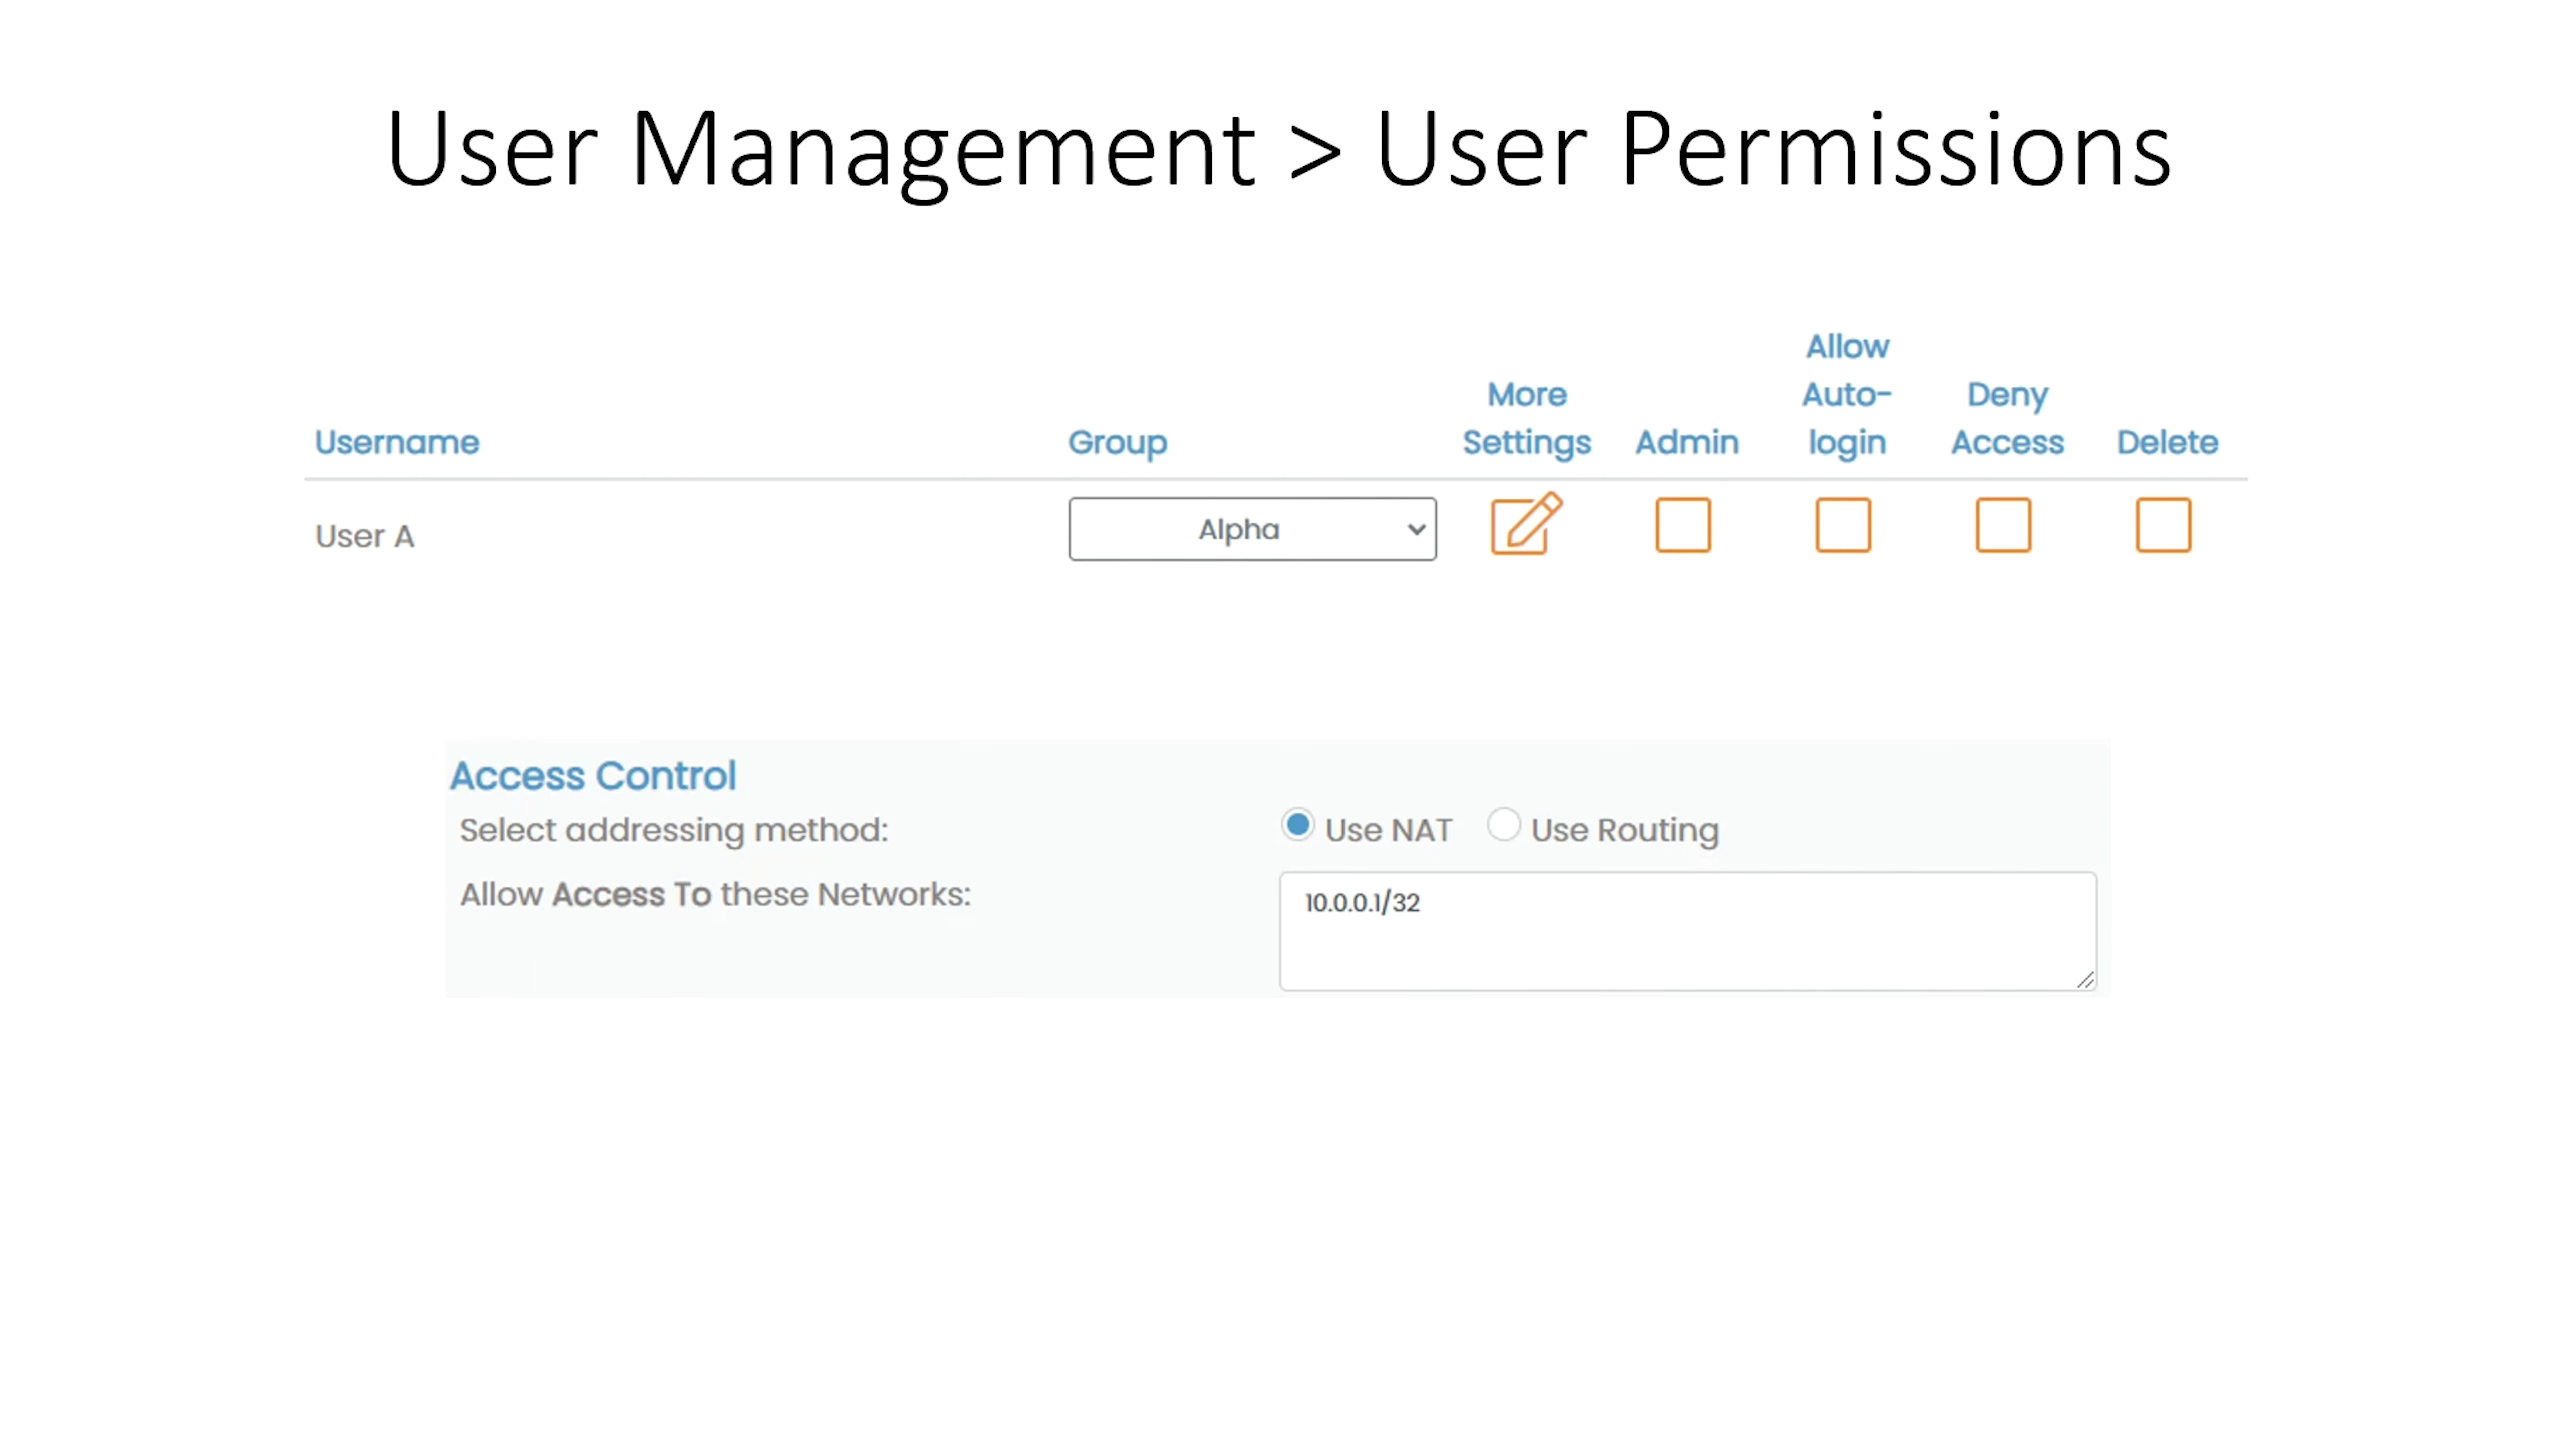 User Management > User Permissions
Username Group More Settings Admin Allow Auto-login Deny Access Delete
User A Alpha
Access Control
Select addressing method: Use NAT Use Routing
Allow Access To these Networks: 10.0.0.1/32